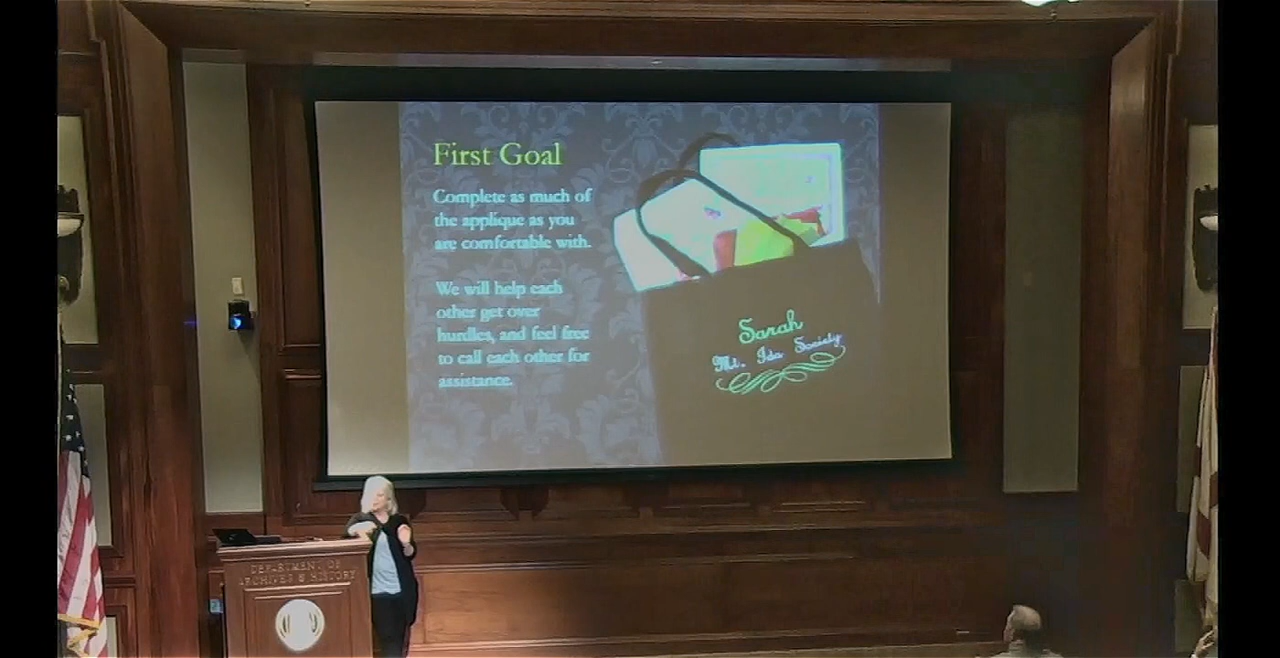 First Goal
Complete as much of
the applique as you
are comfortable with.
We will help each
other get over
hurdles, and feel free
to call each other for
assistance.
Sarah
Mt. Ida Society
DEPARTMENT OF
ARCHIVES & HISTORY